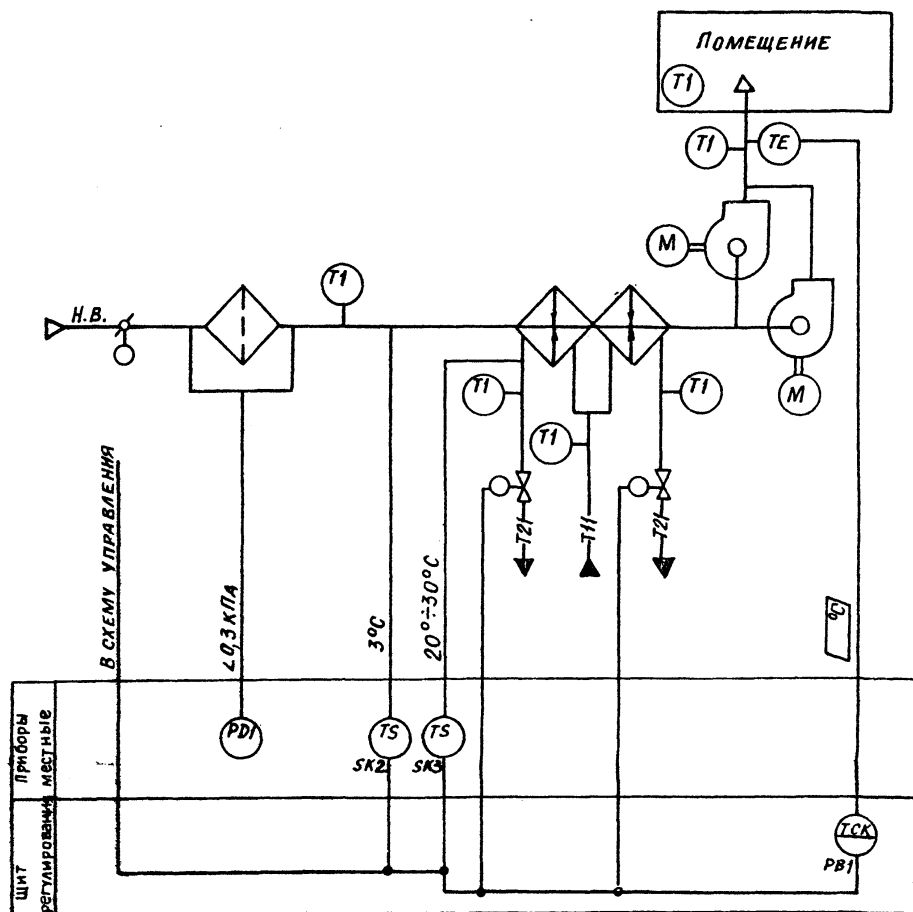 ПОМЕЩЕНИЕ
T1
T1
TE
M
T1
Н.В.
M
T1
T1
T1
T21
T11
T21
В СХЕМУ УПРАВЛЕНИЯ
<0,3 КПА
3°С
20°÷30°С
°С
Приборы
местные
PD1
TS
TS
SK2
SK3
Щит
регулирования
TCK
PB1